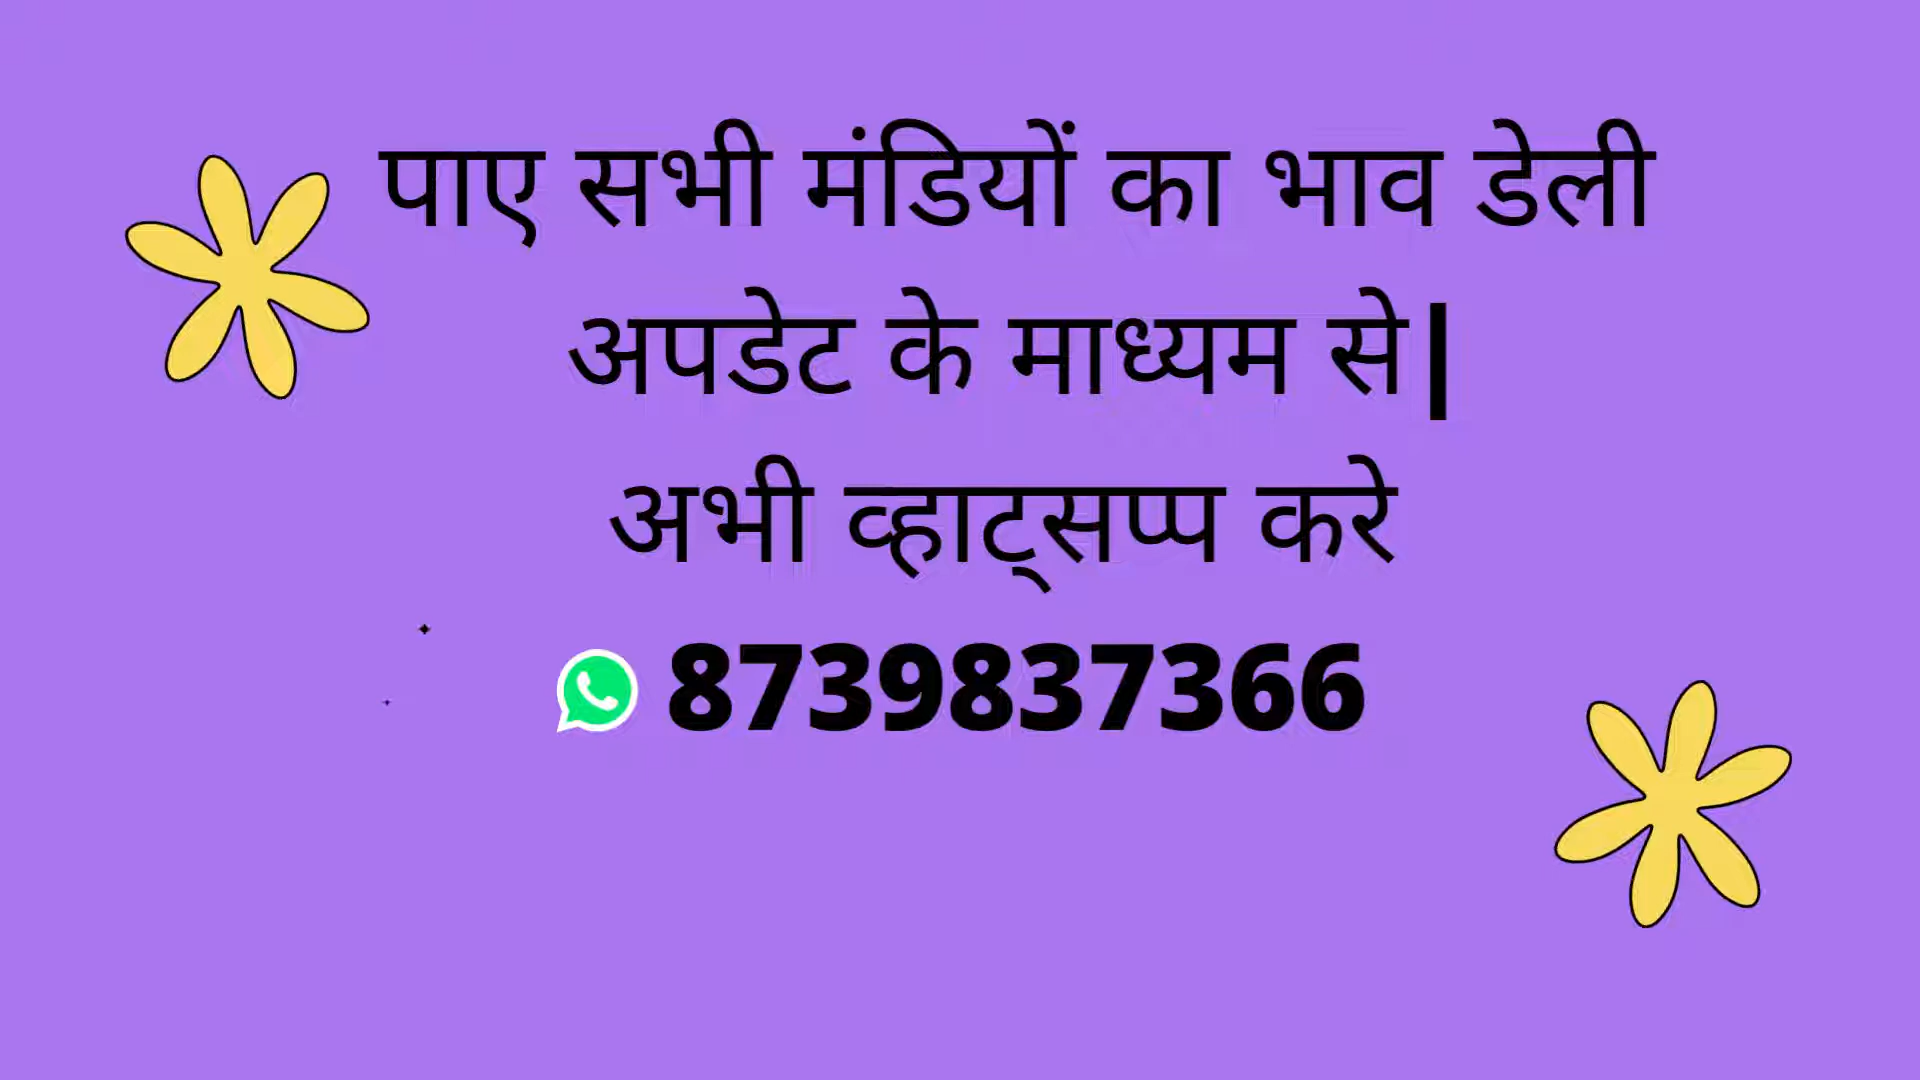 पाए सभी मंडियों का भाव डेली
अपडेट के माध्यम से|
अभी व्हाट्सप्प करे
8739837366